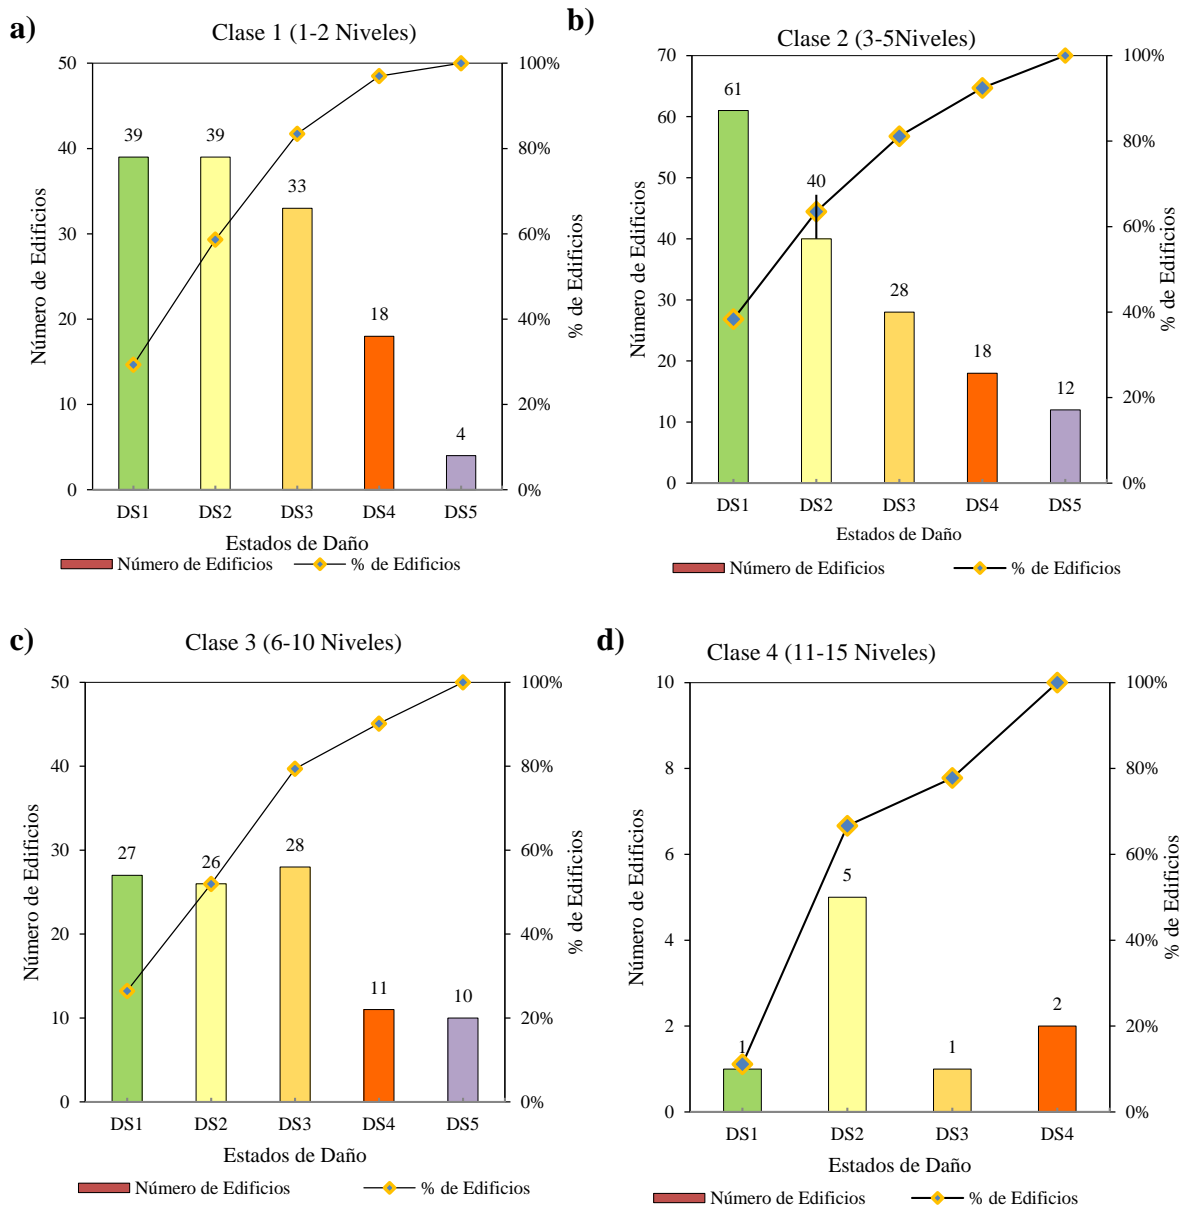 a)
Clase 1 (1-2 Niveles)
50
40
30
20
10
0
100%
80%
60%
40%
20%
0%
39
39
33
18
4
Número de Edificios
% de Edificios
DS1 DS2 DS3 DS4 DS5
Estados de Daño
Número de Edificios % de Edificios
b)
Clase 2 (3-5Niveles)
70
60
50
40
30
20
10
0
100%
80%
60%
40%
20%
0%
61
40
28
18
12
Número de Edificios
% de Edificios
DS1 DS2 DS3 DS4 DS5
Estados de Daño
Número de Edificios % de Edificios
c)
Clase 3 (6-10 Niveles)
50
40
30
20
10
0
100%
80%
60%
40%
20%
0%
27
26
28
11
10
Número de Edificios
% de Edificios
DS1 DS2 DS3 DS4 DS5
Estados de Daño
Número de Edificios % de Edificios
d)
Clase 4 (11-15 Niveles)
10
8
6
4
2
0
100%
80%
60%
40%
20%
0%
1
5
1
2
Número de Edificios
% de Edificios
DS1 DS2 DS3 DS4
Estados de Daño
Número de Edificios % de Edificios